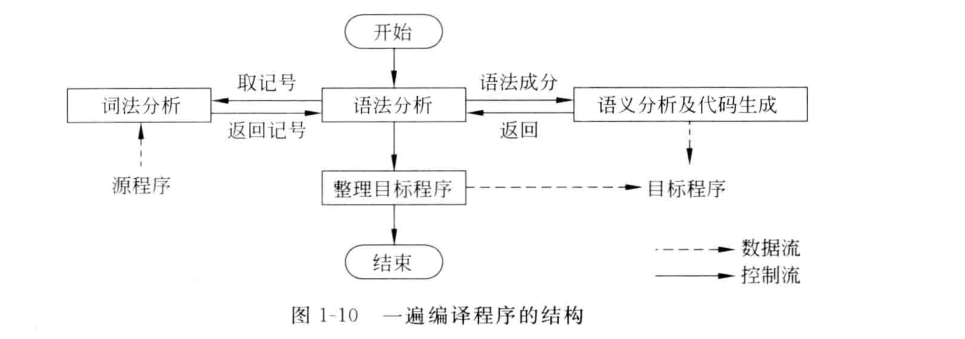 开始
取记号
语法成分
词法分析
语法分析
语义分析及代码生成
返回记号
返回
源程序
整理目标程序
目标程序
数据流
结束
控制流
图 1-10 一遍编译程序的结构